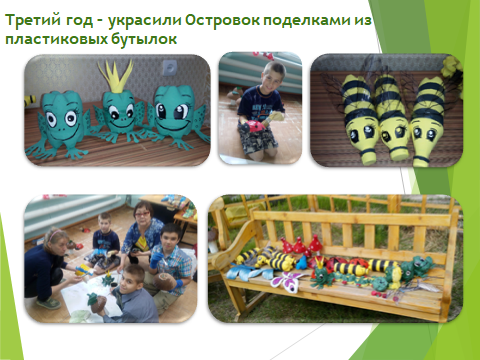 Третий год - украсили Островок поделками из
пластиковых бутылок